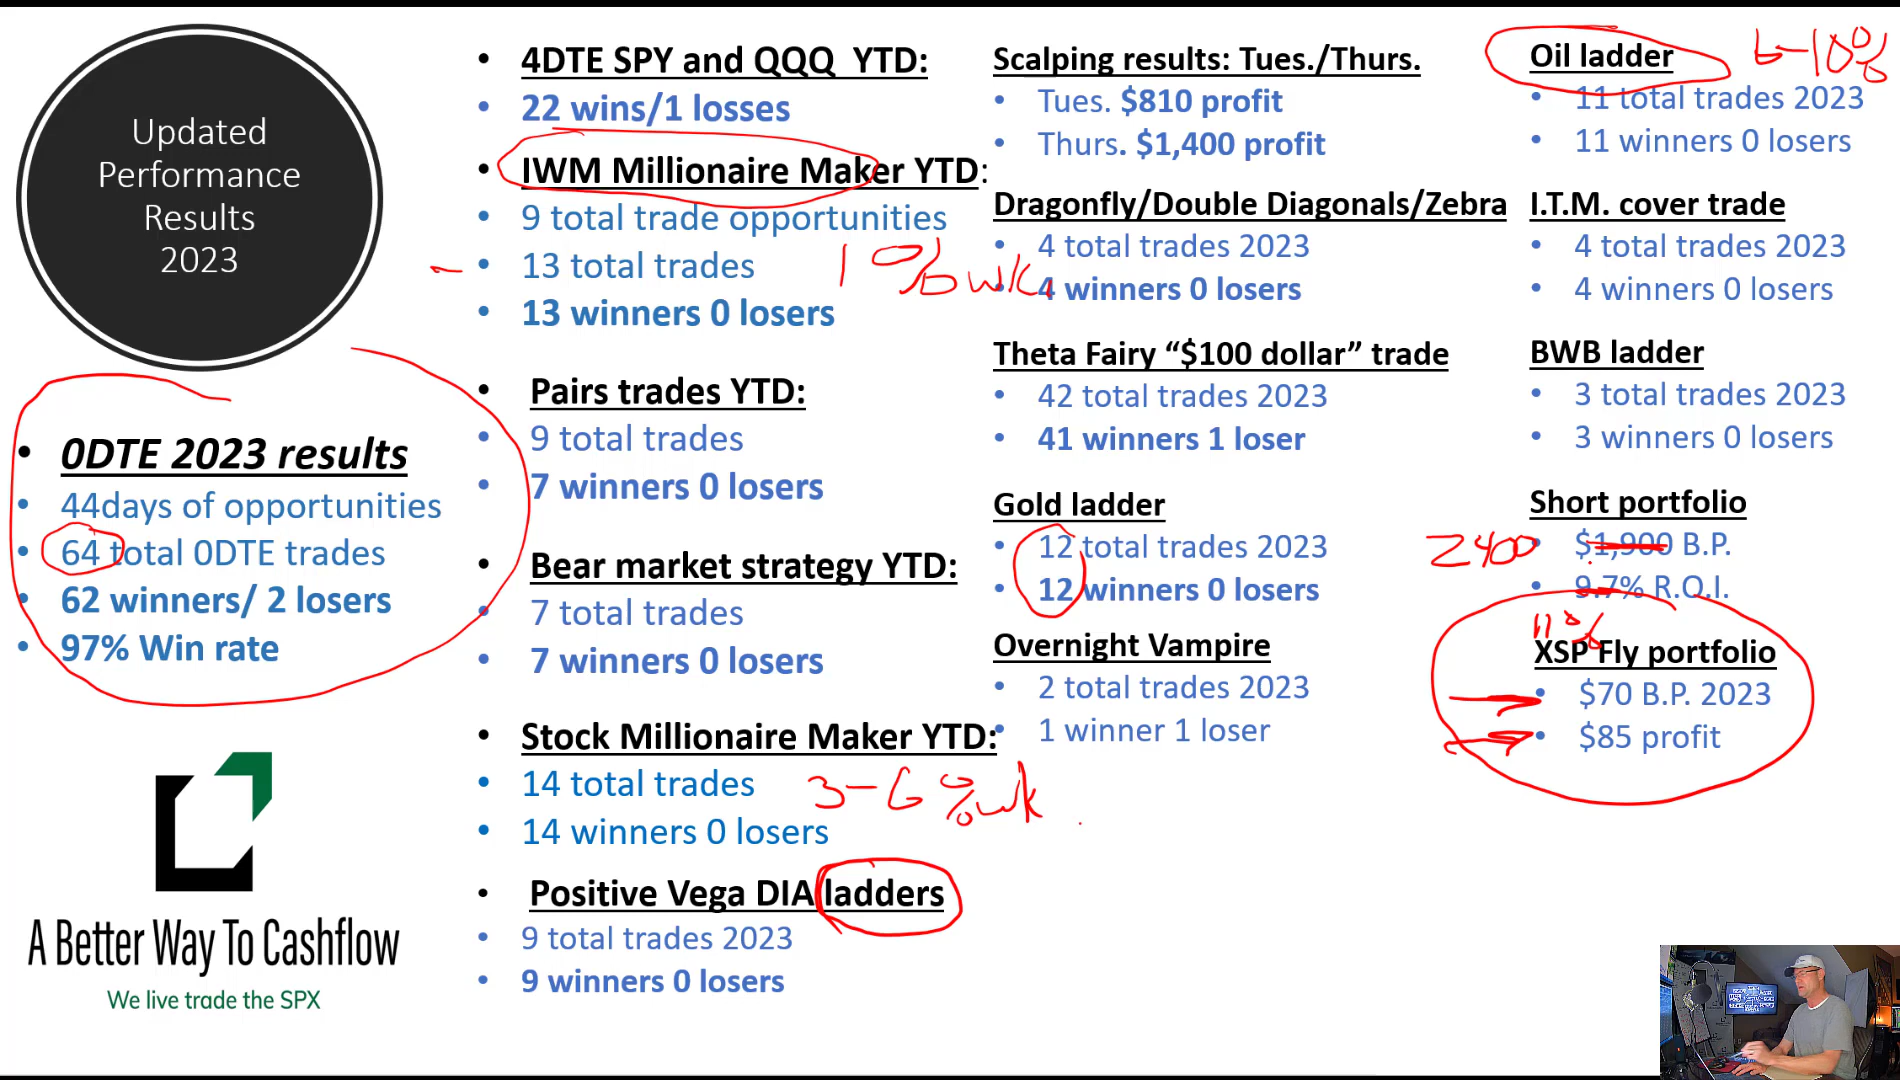 Updated
Performance
Results
2023
• 0DTE 2023 results
• 44days of opportunities
• 64 total 0DTE trades
• 62 winners/ 2 losers
• 97% Win rate
A Better Way To Cashflow
We live trade the SPX
• 4DTE SPY and QQQ YTD:
• 22 wins/1 losses
• IWM Millionaire Maker YTD:
• 9 total trade opportunities
• 13 total trades
1% wk
• 13 winners 0 losers
• Pairs trades YTD:
• 9 total trades
• 7 winners 0 losers
• Bear market strategy YTD:
• 7 total trades
• 7 winners 0 losers
• Stock Millionaire Maker YTD:
• 14 total trades
3-6% wk
• 14 winners 0 losers
• Positive Vega DIA ladders
• 9 total trades 2023
• 9 winners 0 losers
Scalping results: Tues./Thurs.
• Tues. $810 profit
• Thurs. $1,400 profit
Dragonfly/Double Diagonals/Zebra
• 4 total trades 2023
• 4 winners 0 losers
Theta Fairy “$100 dollar” trade
• 42 total trades 2023
• 41 winners 1 loser
Gold ladder
• 12 total trades 2023
• 12 winners 0 losers
Overnight Vampire
• 2 total trades 2023
• 1 winner 1 loser
Oil ladder
6-10%
• 11 total trades 2023
• 11 winners 0 losers
I.T.M. cover trade
• 4 total trades 2023
• 4 winners 0 losers
BWB ladder
• 3 total trades 2023
• 3 winners 0 losers
Short portfolio
2400
• $1,900 B.P.
• 9.7% R.O.I.
11%
XSP Fly portfolio
• $70 B.P. 2023
• $85 profit